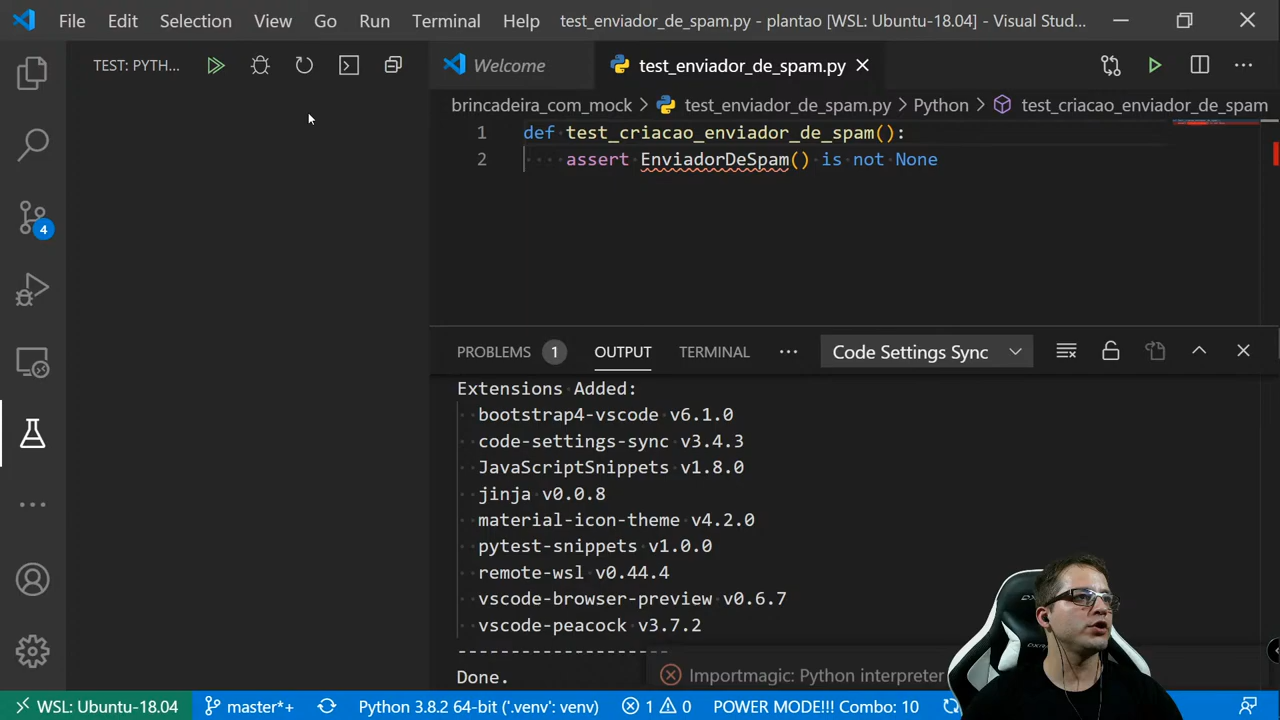 File Edit Selection View Go Run Terminal Help test_enviador_de_spam.py - plantao [WSL: Ubuntu-18.04] - Visual Stud...
TEST: PYTH...
Welcome test_enviador_de_spam.py
brincadeira_com_mock test_enviador_de_spam.py Python test_criacao_enviador_de_spam
1 def test_criacao_enviador_de_spam():
2 assert EnviadorDeSpam() is not None
4
PROBLEMS 1 OUTPUT TERMINAL ... Code Settings Sync
Extensions Added:
bootstrap4-vscode v6.1.0
code-settings-sync v3.4.3
JavaScriptSnippets v1.8.0
jinja v0.0.8
material-icon-theme v4.2.0
pytest-snippets v1.0.0
remote-wsl v0.44.4
vscode-browser-preview v0.6.7
vscode-peacock v3.7.2
--------------------
Done.
Importmagic: Python interpreter
WSL: Ubuntu-18.04 master*+ Python 3.8.2 64-bit ('.venv': venv) 1 0 POWER MODE!!! Combo: 10